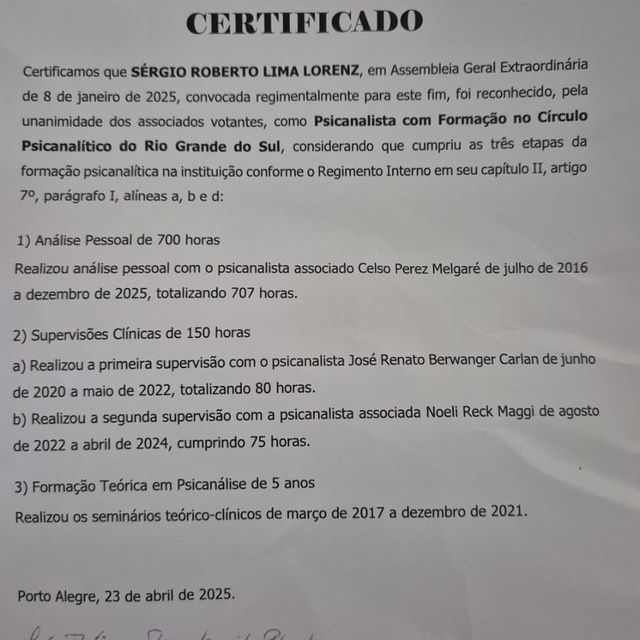 CERTIFICADO
Certificamos que SÉRGIO ROBERTO LIMA LORENZ, em Assembleia Geral Extraordinária
de 8 de janeiro de 2025, convocada regimentalmente para este fim, foi reconhecido, pela
unanimidade dos associados votantes, como Psicanalista com Formação no Círculo
Psicanalítico do Rio Grande do Sul, considerando que cumpriu as três etapas da
formação psicanalítica na instituição conforme o Regimento Interno em seu capítulo II, artigo
7º, parágrafo I, alíneas a, b e d:
1) Análise Pessoal de 700 horas
Realizou análise pessoal com o psicanalista associado Celso Perez Melgaré de julho de 2016
a dezembro de 2025, totalizando 707 horas.
2) Supervisões Clínicas de 150 horas
a) Realizou a primeira supervisão com o psicanalista José Renato Berwanger Carlan de junho
de 2020 a maio de 2022, totalizando 80 horas.
b) Realizou a segunda supervisão com a psicanalista associada Noeli Reck Maggi de agosto
de 2022 a abril de 2024, cumprindo 75 horas.
3) Formação Teórica em Psicanálise de 5 anos
Realizou os seminários teórico-clínicos de março de 2017 a dezembro de 2021.
Porto Alegre, 23 de abril de 2025.